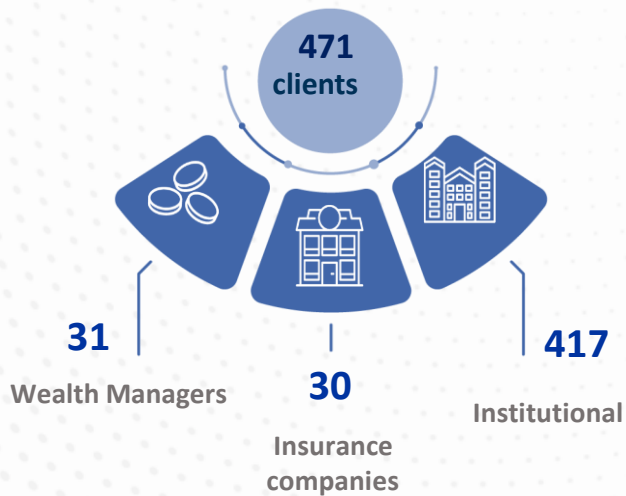 471
clients
31
Wealth Managers
30
Insurance
companies
417
Institutional